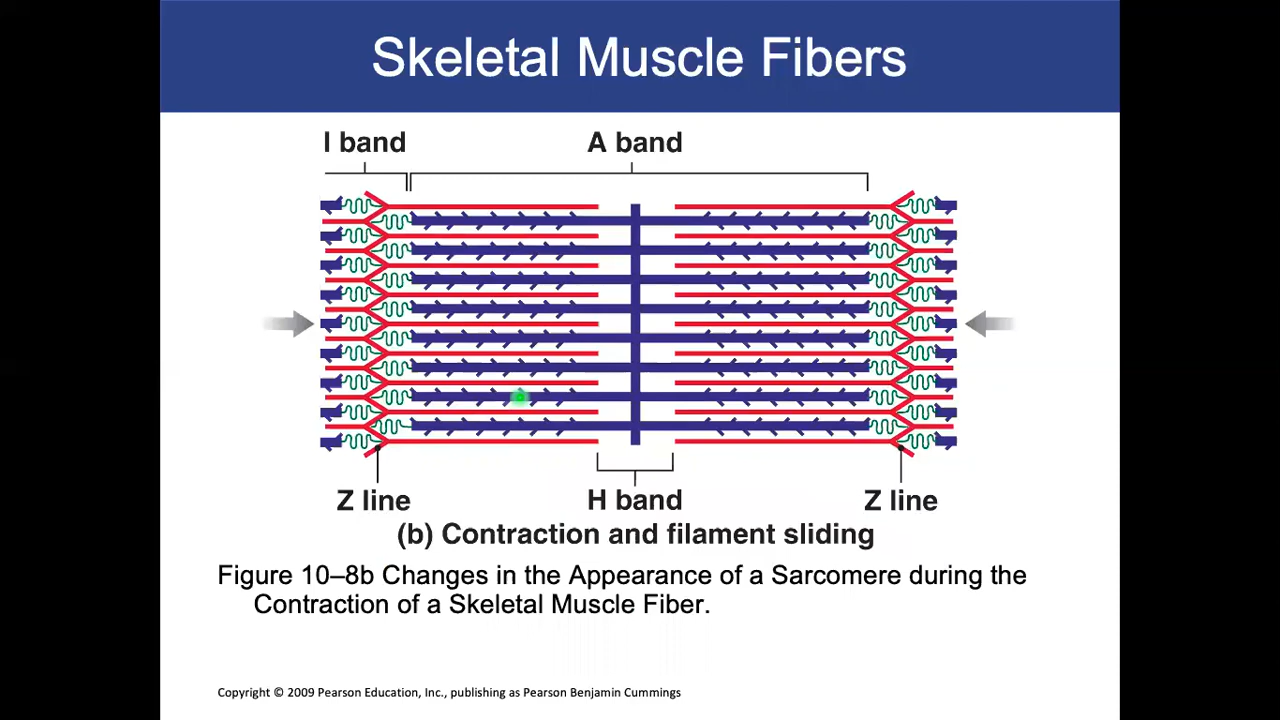 Skeletal Muscle Fibers
I band
A band
Z line
H band
Z line
(b) Contraction and filament sliding
Figure 10–8b Changes in the Appearance of a Sarcomere during the
Contraction of a Skeletal Muscle Fiber.
Copyright © 2009 Pearson Education, Inc., publishing as Pearson Benjamin Cummings